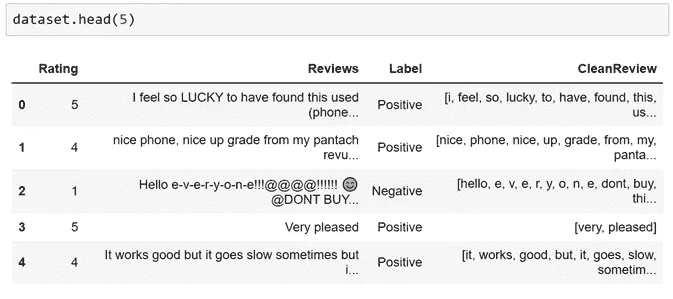 dataset.head(5)
Rating Reviews Label CleanReview
0 5 I feel so LUCKY to have found this used Positive [i, feel, so, lucky, to, have, found, this,
(phone... us...
1 4 nice phone, nice up grade from my pantach Positive [nice, phone, nice, up, grade, from, my,
revu... panta...
2 1 Hello e-v-e-r-y-o-n-e!!!@@@@!!!!!! 😊 Negative [hello, e, v, e, r, y, o, n, e, dont, buy,
@DONT BUY... thi...
3 5 Very pleased Positive [very, pleased]
4 4 It works good but it goes slow sometimes but Positive [it, works, good, but, it, goes, slow,
i... sometim...